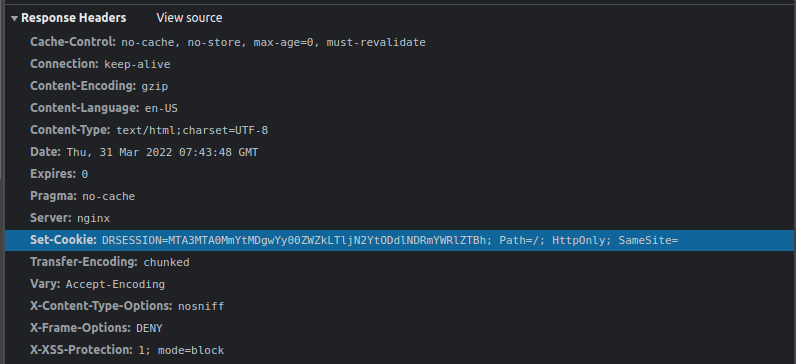 Response Headers View source
Cache-Control: no-cache, no-store, max-age=0, must-revalidate
Connection: keep-alive
Content-Encoding: gzip
Content-Language: en-US
Content-Type: text/html;charset=UTF-8
Date: Thu, 31 Mar 2022 07:43:48 GMT
Expires: 0
Pragma: no-cache
Server: nginx
Set-Cookie: DRSESSION=MTA3MTA0MmYtMDgwYy00ZWZkLTljN2YtODdlNDRmYWRlZTBh; Path=/; HttpOnly; SameSite=
Transfer-Encoding: chunked
Vary: Accept-Encoding
X-Content-Type-Options: nosniff
X-Frame-Options: DENY
X-XSS-Protection: 1; mode=block